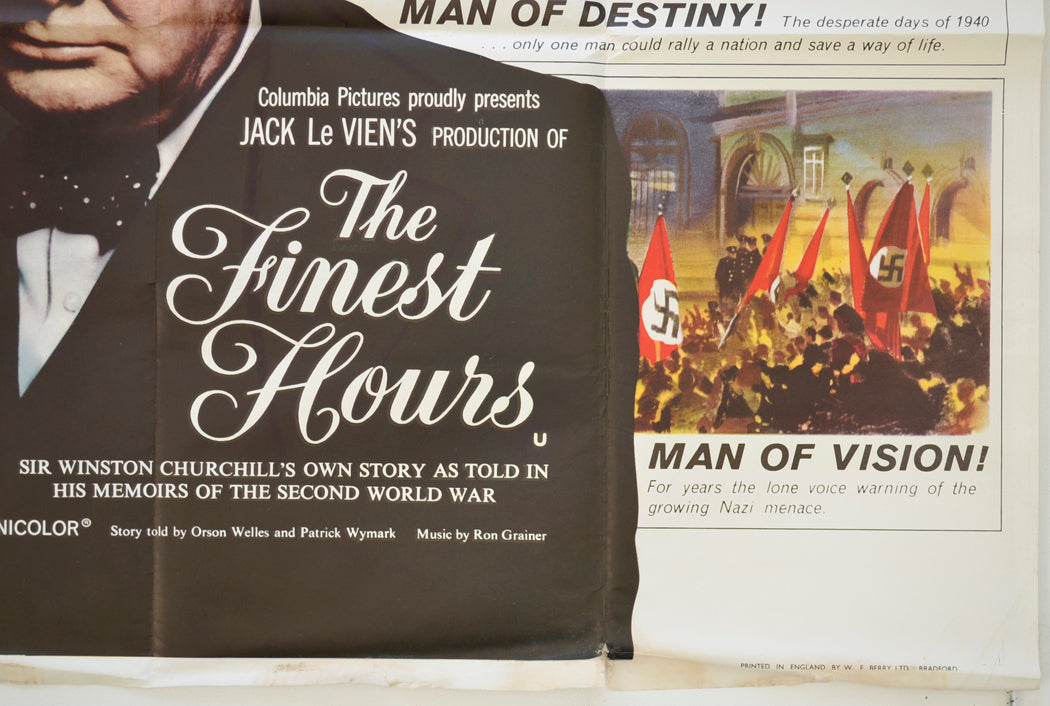 MAN OF DESTINY! The desperate days of 1940
. . . only one man could rally a nation and save a way of life.
Columbia Pictures proudly presents
JACK Le VIEN'S PRODUCTION OF
The
Finest
Hours
U
SIR WINSTON CHURCHILL'S OWN STORY AS TOLD IN
HIS MEMOIRS OF THE SECOND WORLD WAR
NICOLOR® Story told by Orson Welles and Patrick Wymark Music by Ron Grainer
MAN OF VISION!
For years the lone voice warning of the
growing Nazi menace.
PRINTED IN ENGLAND BY W. E. BERRY LTD. BRADFORD